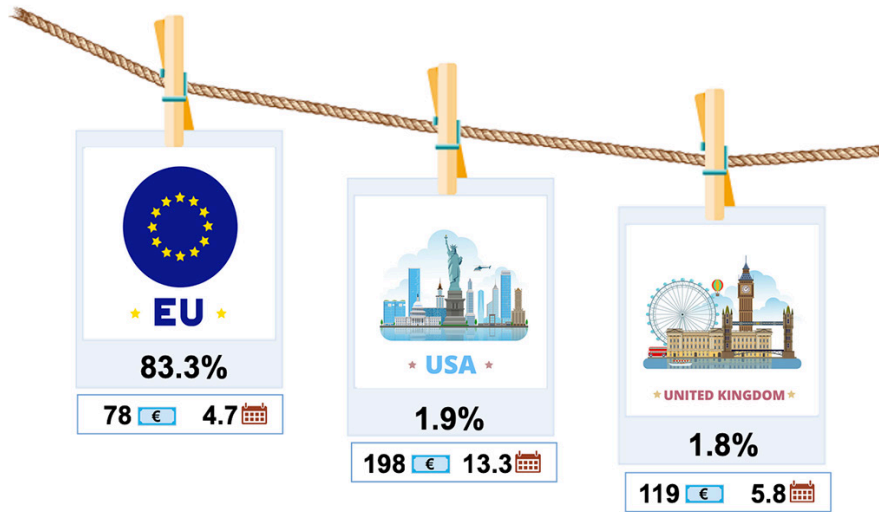 EU
83.3%
78 € 4.7
USA
1.9%
198 € 13.3
UNITED KINGDOM
1.8%
119 € 5.8